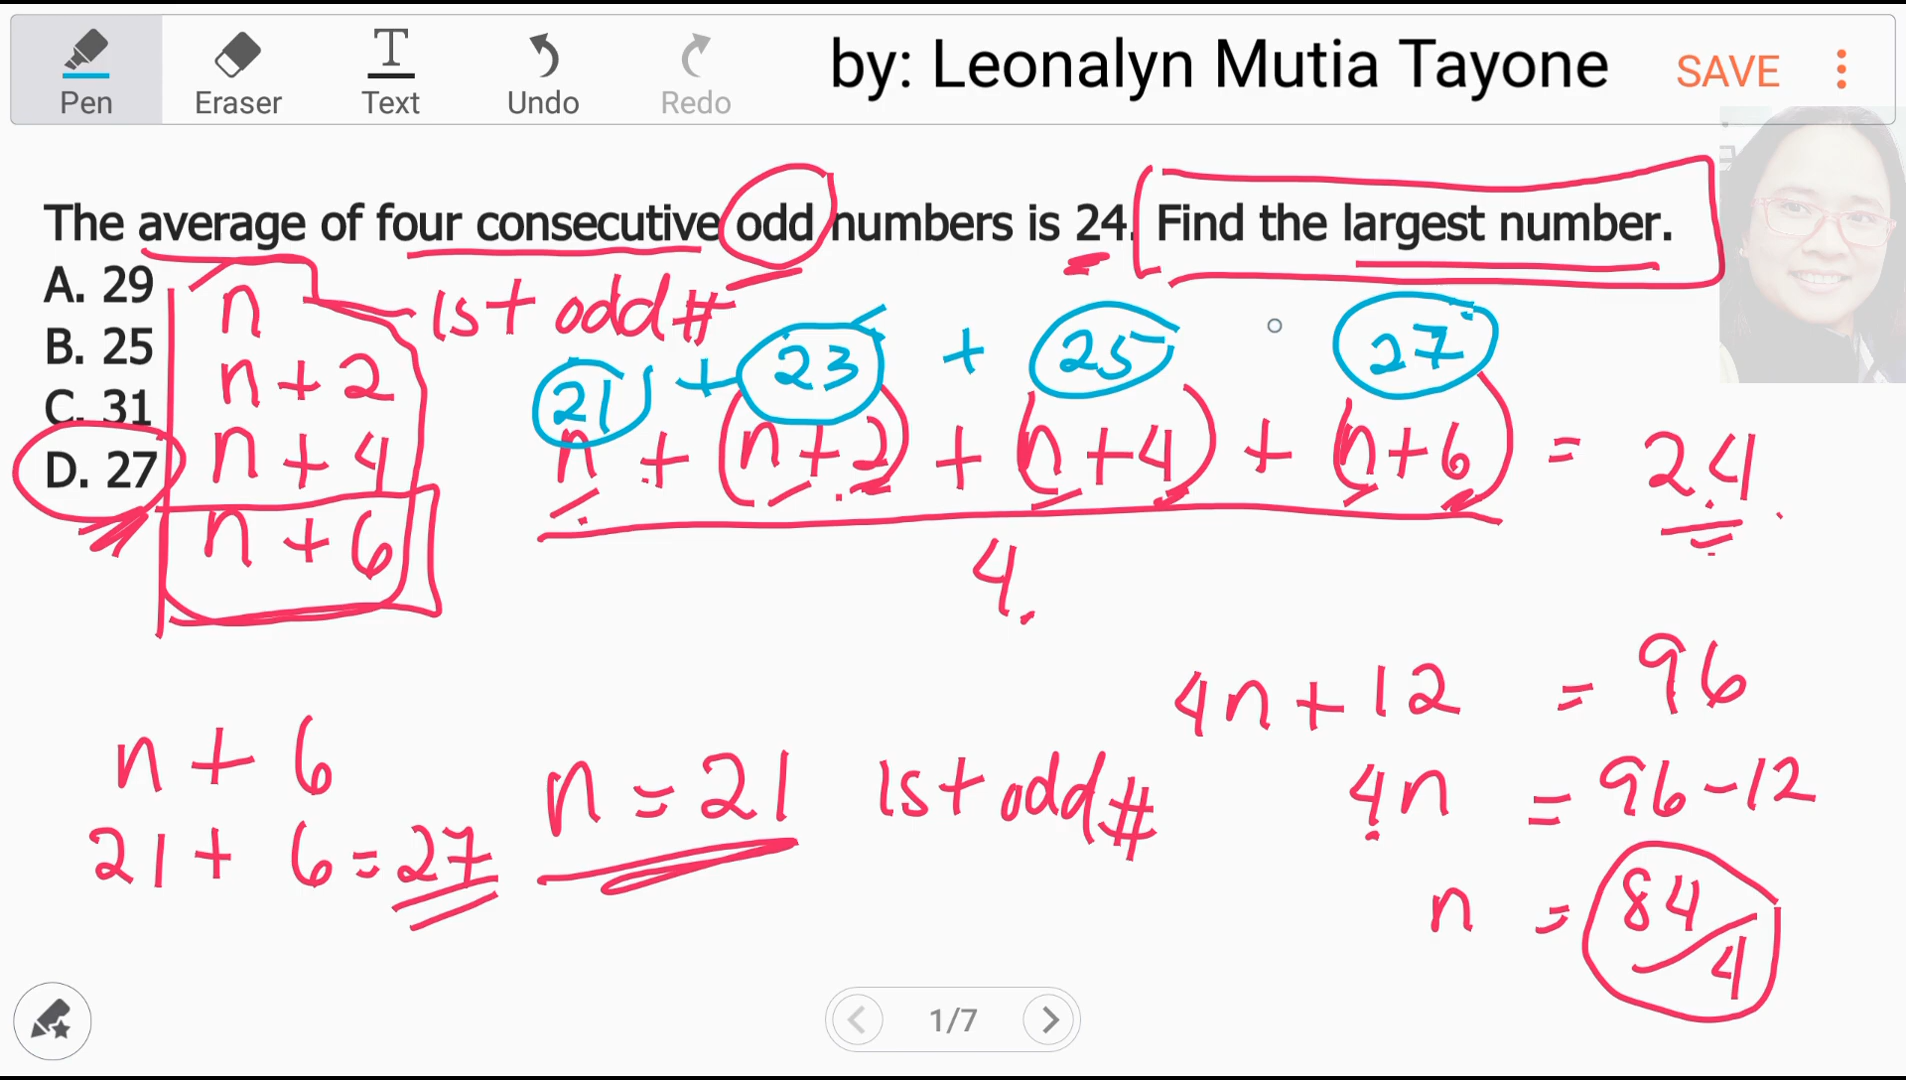 Pen Eraser Text Undo Redo by: Leonalyn Mutia Tayone SAVE
The average of four consecutive odd numbers is 24. Find the largest number.
A. 29
B. 25
C. 31
D. 27
n
n + 2
n + 4
n + 6
1st odd #
21 + 23 + 25 27
n + (n+2) + (n+4) + (n+6) = 24
4
4n + 12 = 96
4n = 96 - 12
n = 84/4
n = 21 1st odd #
n + 6
21 + 6 = 27
1/7